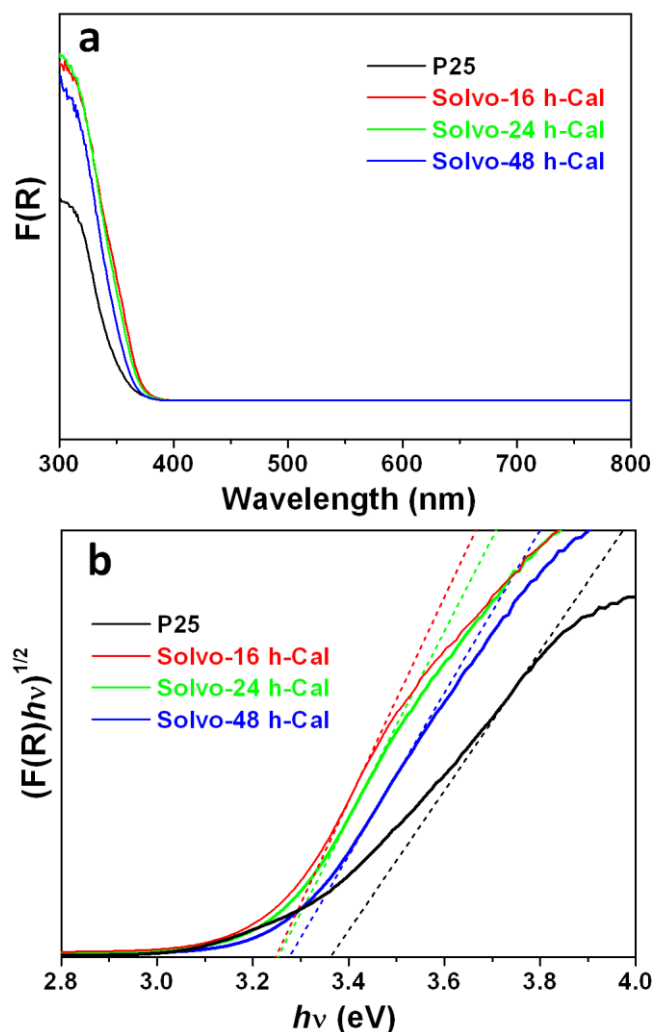 a
P25
Solvo-16 h-Cal
Solvo-24 h-Cal
Solvo-48 h-Cal
F(R)
300 400 500 600 700 800
Wavelength (nm)
b
P25
Solvo-16 h-Cal
Solvo-24 h-Cal
Solvo-48 h-Cal
(F(R)hν)^1/2
2.8 3.0 3.2 3.4 3.6 3.8 4.0
hν (eV)